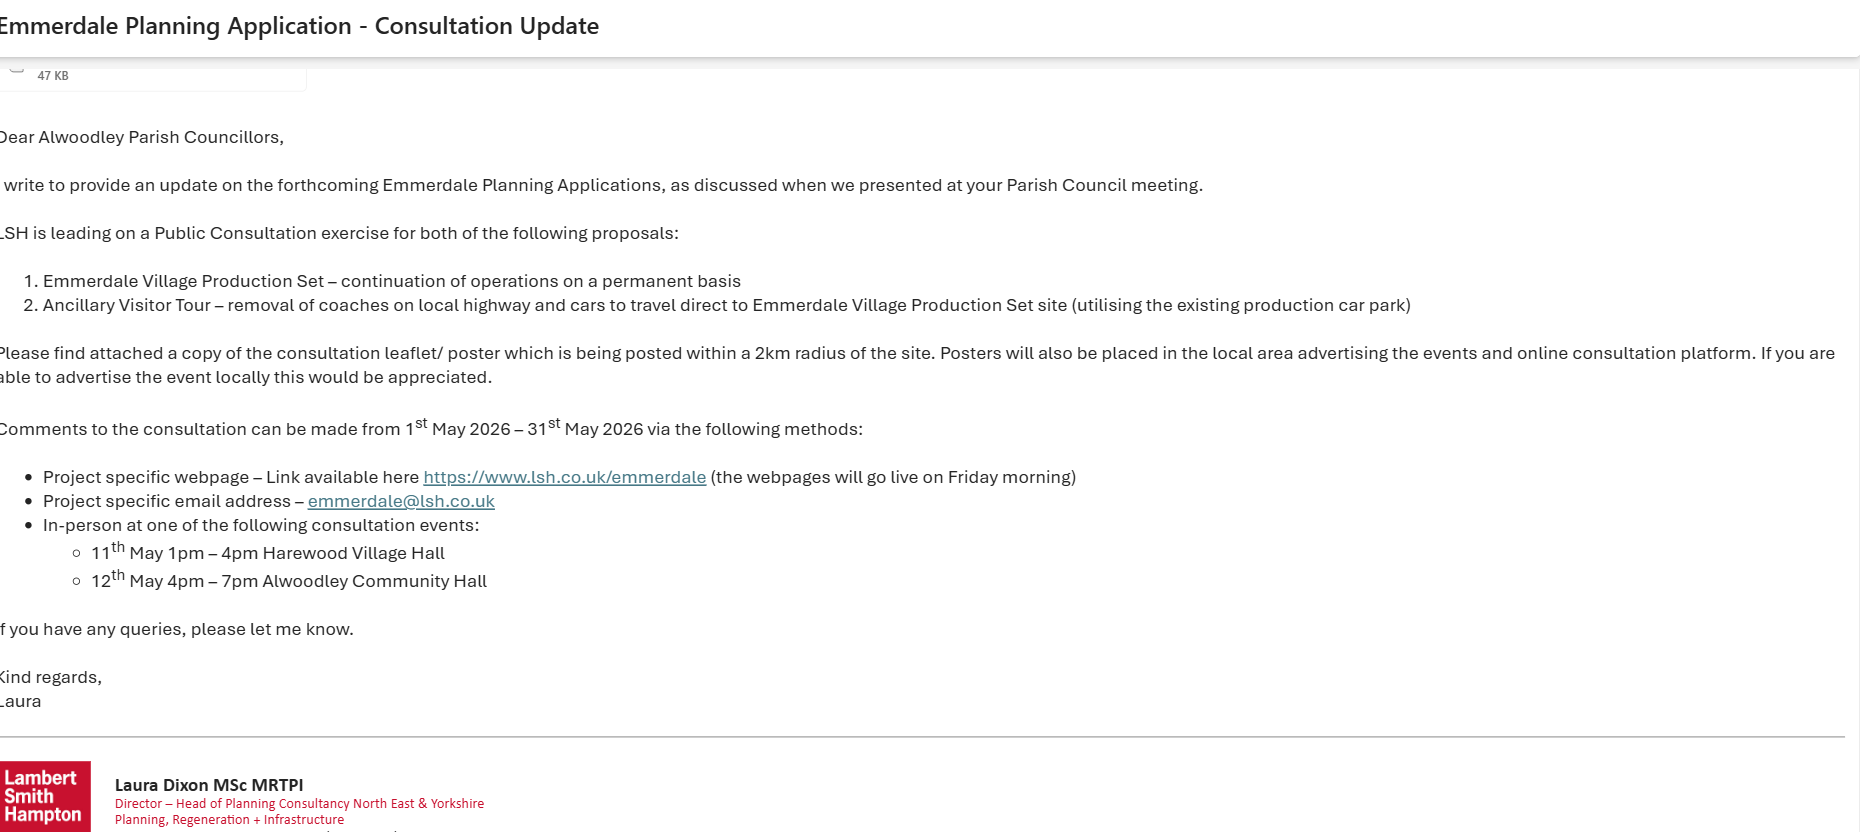 Emmerdale Planning Application - Consultation Update
47 KB
Dear Alwoodley Parish Councillors,
write to provide an update on the forthcoming Emmerdale Planning Applications, as discussed when we presented at your Parish Council meeting.
LSH is leading on a Public Consultation exercise for both of the following proposals:
1. Emmerdale Village Production Set – continuation of operations on a permanent basis
2. Ancillary Visitor Tour – removal of coaches on local highway and cars to travel direct to Emmerdale Village Production Set site (utilising the existing production car park)
Please find attached a copy of the consultation leaflet/ poster which is being posted within a 2km radius of the site. Posters will also be placed in the local area advertising the events and online consultation platform. If you are
able to advertise the event locally this would be appreciated.
Comments to the consultation can be made from 1st May 2026 – 31st May 2026 via the following methods:
• Project specific webpage – Link available here https://www.lsh.co.uk/emmerdale (the webpages will go live on Friday morning)
• Project specific email address – emmerdale@lsh.co.uk
• In-person at one of the following consultation events:
○ 11th May 1pm – 4pm Harewood Village Hall
○ 12th May 4pm – 7pm Alwoodley Community Hall
If you have any queries, please let me know.
Kind regards,
Laura
Lambert
Smith
Hampton
Laura Dixon MSc MRTPI
Director – Head of Planning Consultancy North East & Yorkshire
Planning, Regeneration + Infrastructure